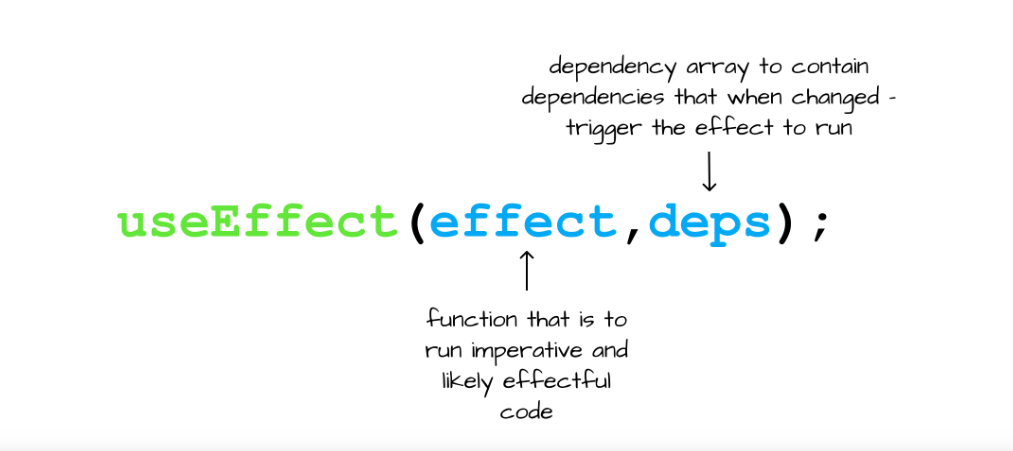 dependency array to contain
dependencies that when changed -
trigger the effect to run
useEffect(effect,deps);
function that is to
run imperative and
likely effectful
code